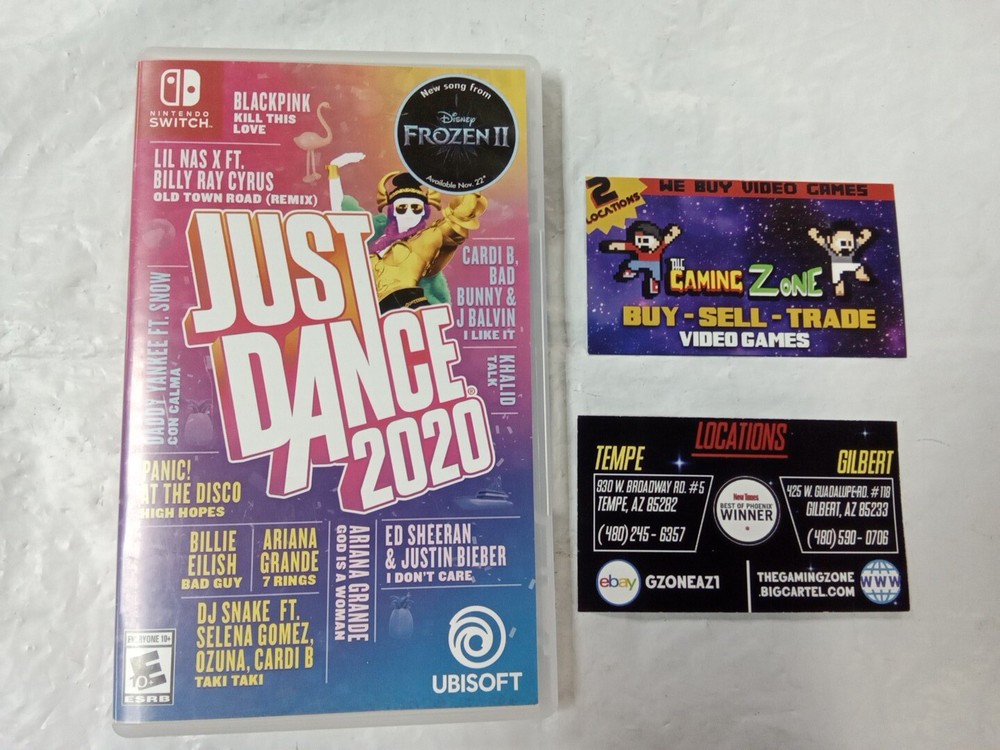 NINTENDO
SWITCH™
BLACKPINK
KILL THIS
LOVE
New song from
Disney
FROZEN II
Available Nov. 22*
LIL NAS X FT.
BILLY RAY CYRUS
OLD TOWN ROAD (REMIX)
JUST
DANCE®
2020
CARDI B,
BAD
BUNNY &
J BALVIN
I LIKE IT
DADDY YANKEE FT. SNOW
CON CALMA
KHALID
TALK
PANIC!
AT THE DISCO
HIGH HOPES
BILLIE
EILISH
BAD GUY
ARIANA
GRANDE
7 RINGS
ARIANA GRANDE
GOD IS A WOMAN
ED SHEERAN
& JUSTIN BIEBER
I DON'T CARE
DJ SNAKE FT.
SELENA GOMEZ,
OZUNA, CARDI B
TAKI TAKI
EVERYONE 10+
E
10+
ESRB
UBISOFT
2
LOCATIONS
WE BUY VIDEO GAMES
THE
GAMING ZONE
BUY - SELL - TRADE
VIDEO GAMES
LOCATIONS
TEMPE
930 W. BROADWAY RD. #5
TEMPE, AZ 85282
(480) 245 - 6357
New Times
BEST OF PHOENIX
WINNER
GILBERT
425 W. GUADALUPE RD. #118
GILBERT, AZ 85233
(480) 590 - 0706
ebay
GZONEAZ1
THEGAMINGZONE
.BIGCARTEL.COM
WWW